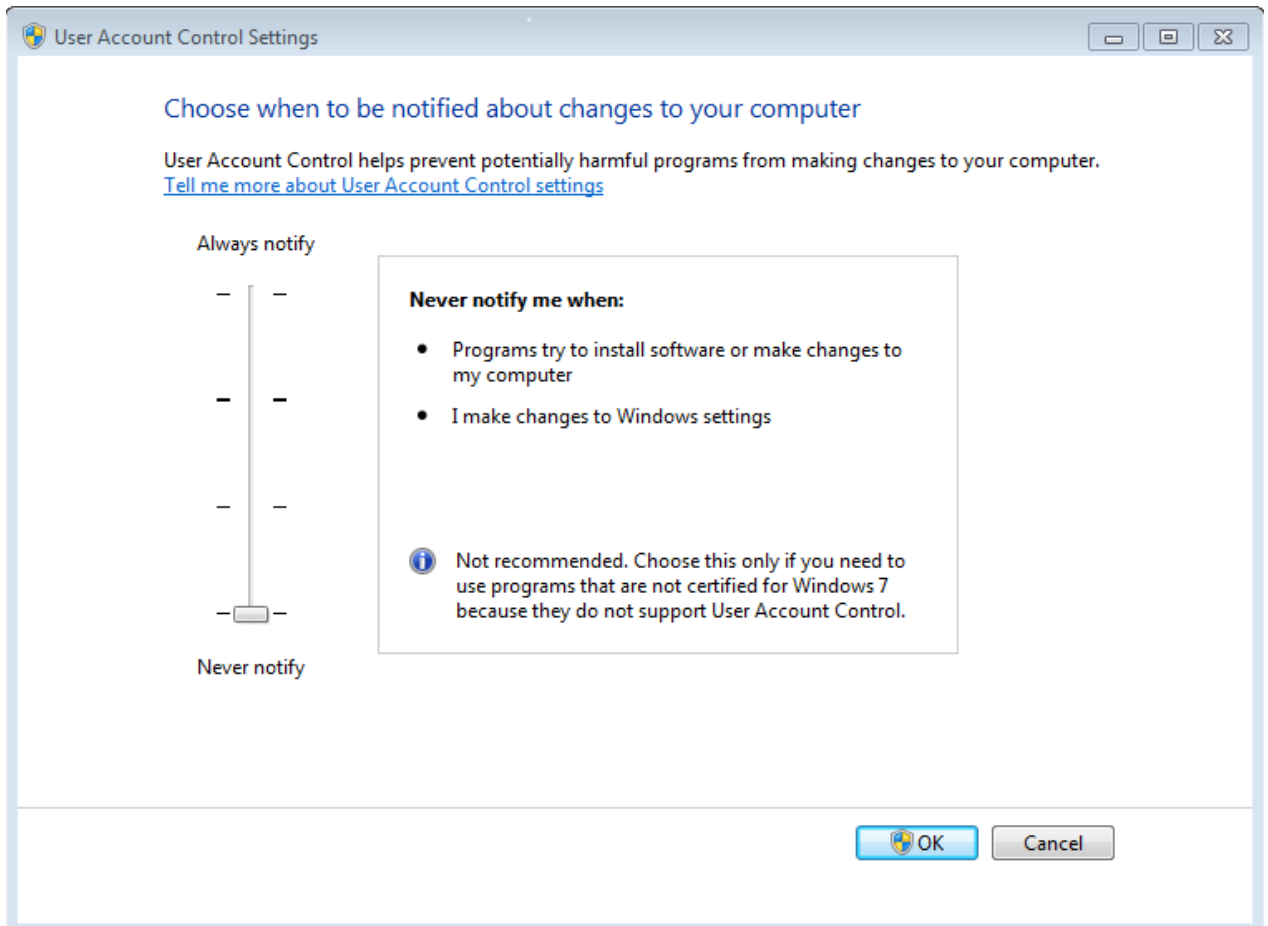 User Account Control Settings
Choose when to be notified about changes to your computer
User Account Control helps prevent potentially harmful programs from making changes to your computer.
Tell me more about User Account Control settings
Always notify
Never notify me when:
Programs try to install software or make changes to
my computer
I make changes to Windows settings
Not recommended. Choose this only if you need to
use programs that are not certified for Windows 7
because they do not support User Account Control.
Never notify
OK
Cancel